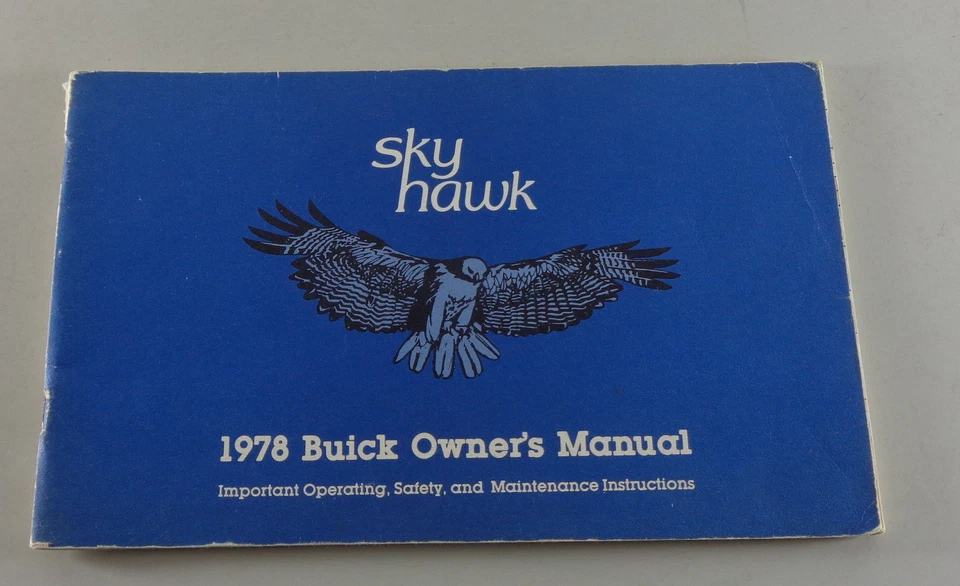 sky
hawk
1978 Buick Owner's Manual
Important Operating, Safety, and Maintenance Instructions